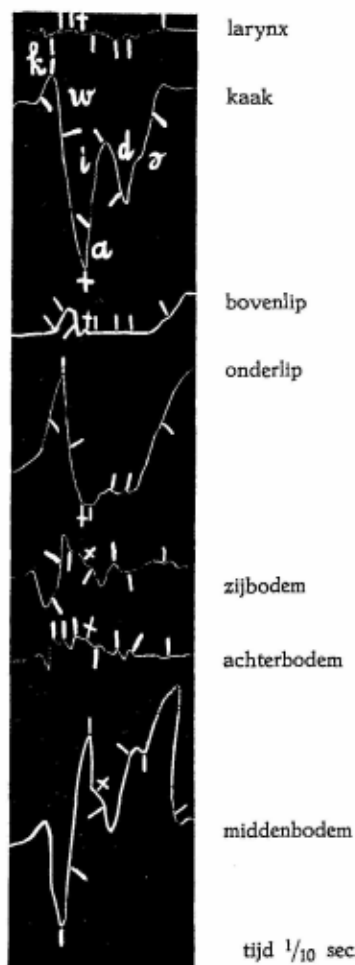 larynx
k
kaak
w
i d ə
a
bovenlip
onderlip
zijbodem
achterbodem
middenbodem
tijd 1/10 sec.